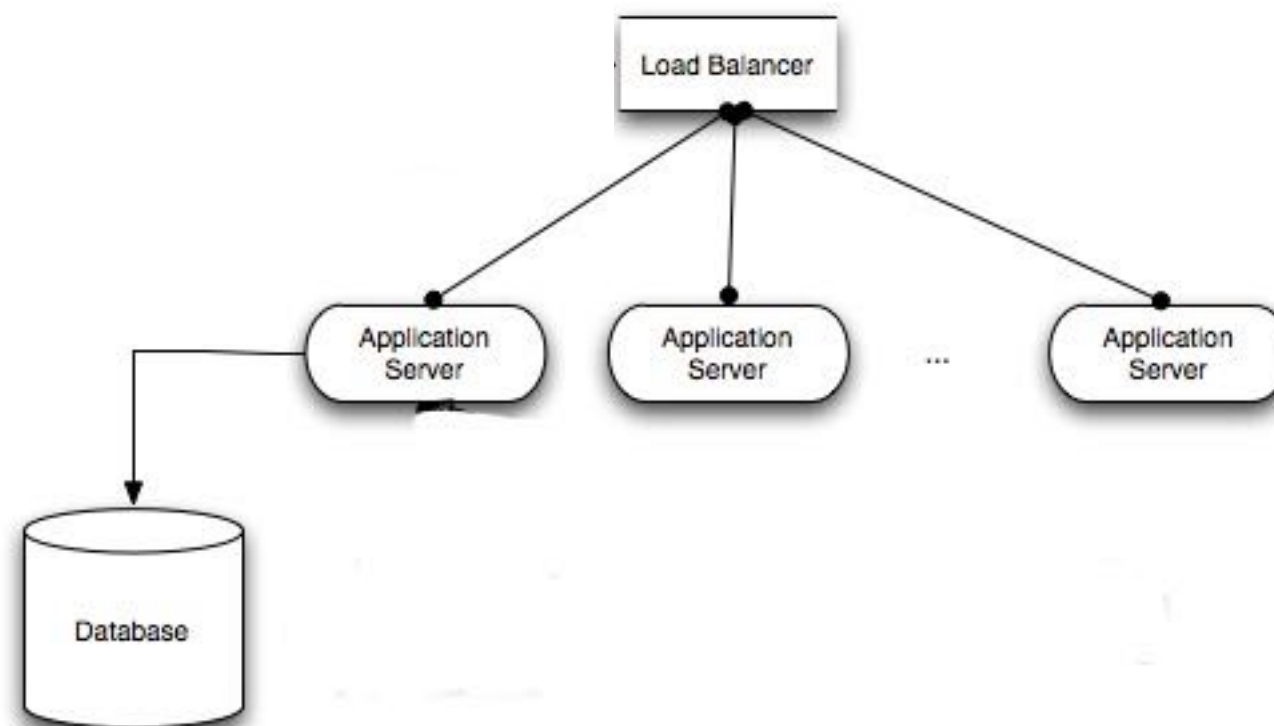 Load Balancer
Application
Server
Application
Server
...
Application
Server
Database